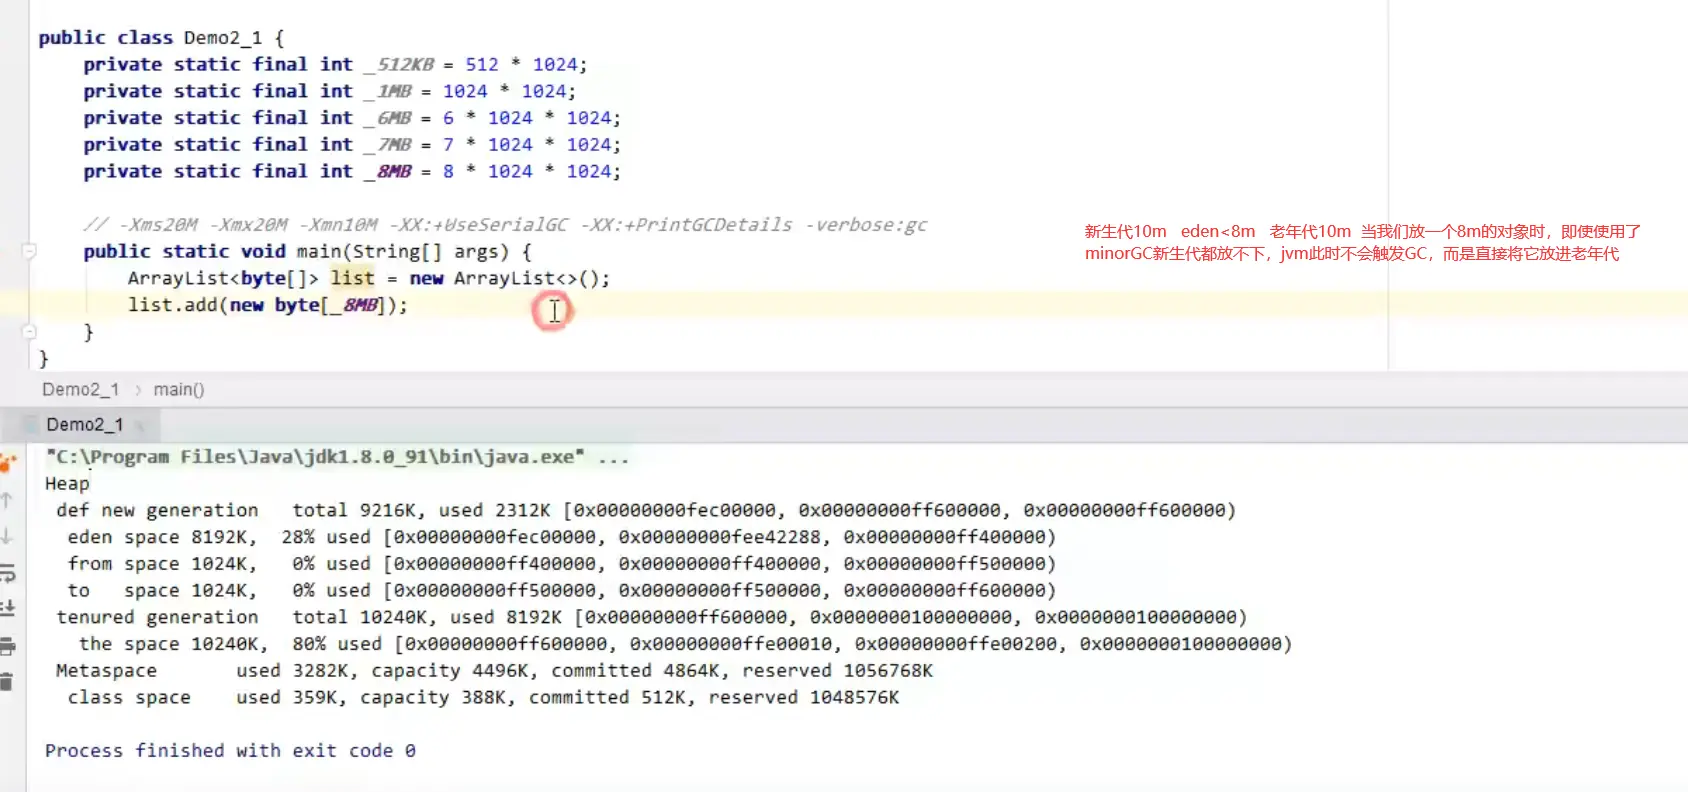 public class Demo2_1 {
private static final int _512KB = 512 * 1024;
private static final int _1MB = 1024 * 1024;
private static final int _6MB = 6 * 1024 * 1024;
private static final int _7MB = 7 * 1024 * 1024;
private static final int _8MB = 8 * 1024 * 1024;
// -Xms20M -Xmx20M -Xmn10M -XX:+UseSerialGC -XX:+PrintGCDetails -verbose:gc
public static void main(String[] args) {
ArrayList<byte[]> list = new ArrayList<>();
list.add(new byte[_8MB]);
}
}
新生代10m eden<8m 老年代10m 当我们放一个8m的对象时，即使使用了
minorGC新生代都放不下，jvm此时不会触发GC，而是直接将它放进老年代
Demo2_1 › main()
Demo2_1
"C:\Program Files\Java\jdk1.8.0_91\bin\java.exe" ...
Heap
def new generation total 9216K, used 2312K [0x00000000fec00000, 0x00000000ff600000, 0x00000000ff600000)
eden space 8192K, 28% used [0x00000000fec00000, 0x00000000fee42288, 0x00000000ff400000)
from space 1024K, 0% used [0x00000000ff400000, 0x00000000ff400000, 0x00000000ff500000)
to space 1024K, 0% used [0x00000000ff500000, 0x00000000ff500000, 0x00000000ff600000)
tenured generation total 10240K, used 8192K [0x00000000ff600000, 0x0000000100000000, 0x0000000100000000)
the space 10240K, 80% used [0x00000000ff600000, 0x00000000ffe00010, 0x00000000ffe00200, 0x0000000100000000)
Metaspace used 3282K, capacity 4496K, committed 4864K, reserved 1056768K
class space used 359K, capacity 388K, committed 512K, reserved 1048576K
Process finished with exit code 0